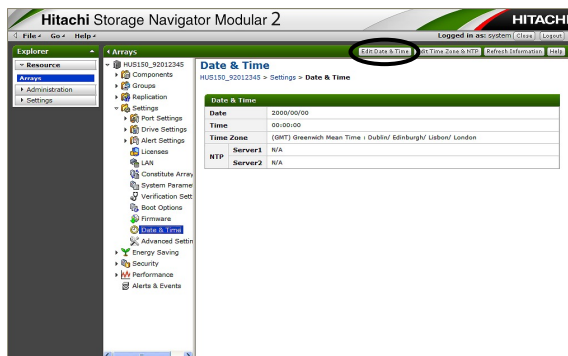 Hitachi Storage Navigator Modular 2
HITACHI
File Go Help
Logged in as: system Close Logout
Explorer
Resource
Arrays
Administration
Settings
Arrays
Edit Date & Time
dit Time Zone & NTP
Refresh Information
Help
HUS150_92012345
Components
Groups
Replication
Settings
Port Settings
Drive Settings
Alert Settings
Licenses
LAN
Constitute Array
System Parame
Verification Sett
Boot Options
Firmware
Date & Time
Advanced Settin
Energy Saving
Security
Performance
Alerts & Events
Date & Time
HUS150_92012345 > Settings > Date & Time
Date & Time
Date 2000/00/00
Time 00:00:00
Time Zone (GMT) Greenwich Mean Time : Dublin/ Edinburgh/ Lisbon/ London
NTP Server1 N/A
Server2 N/A